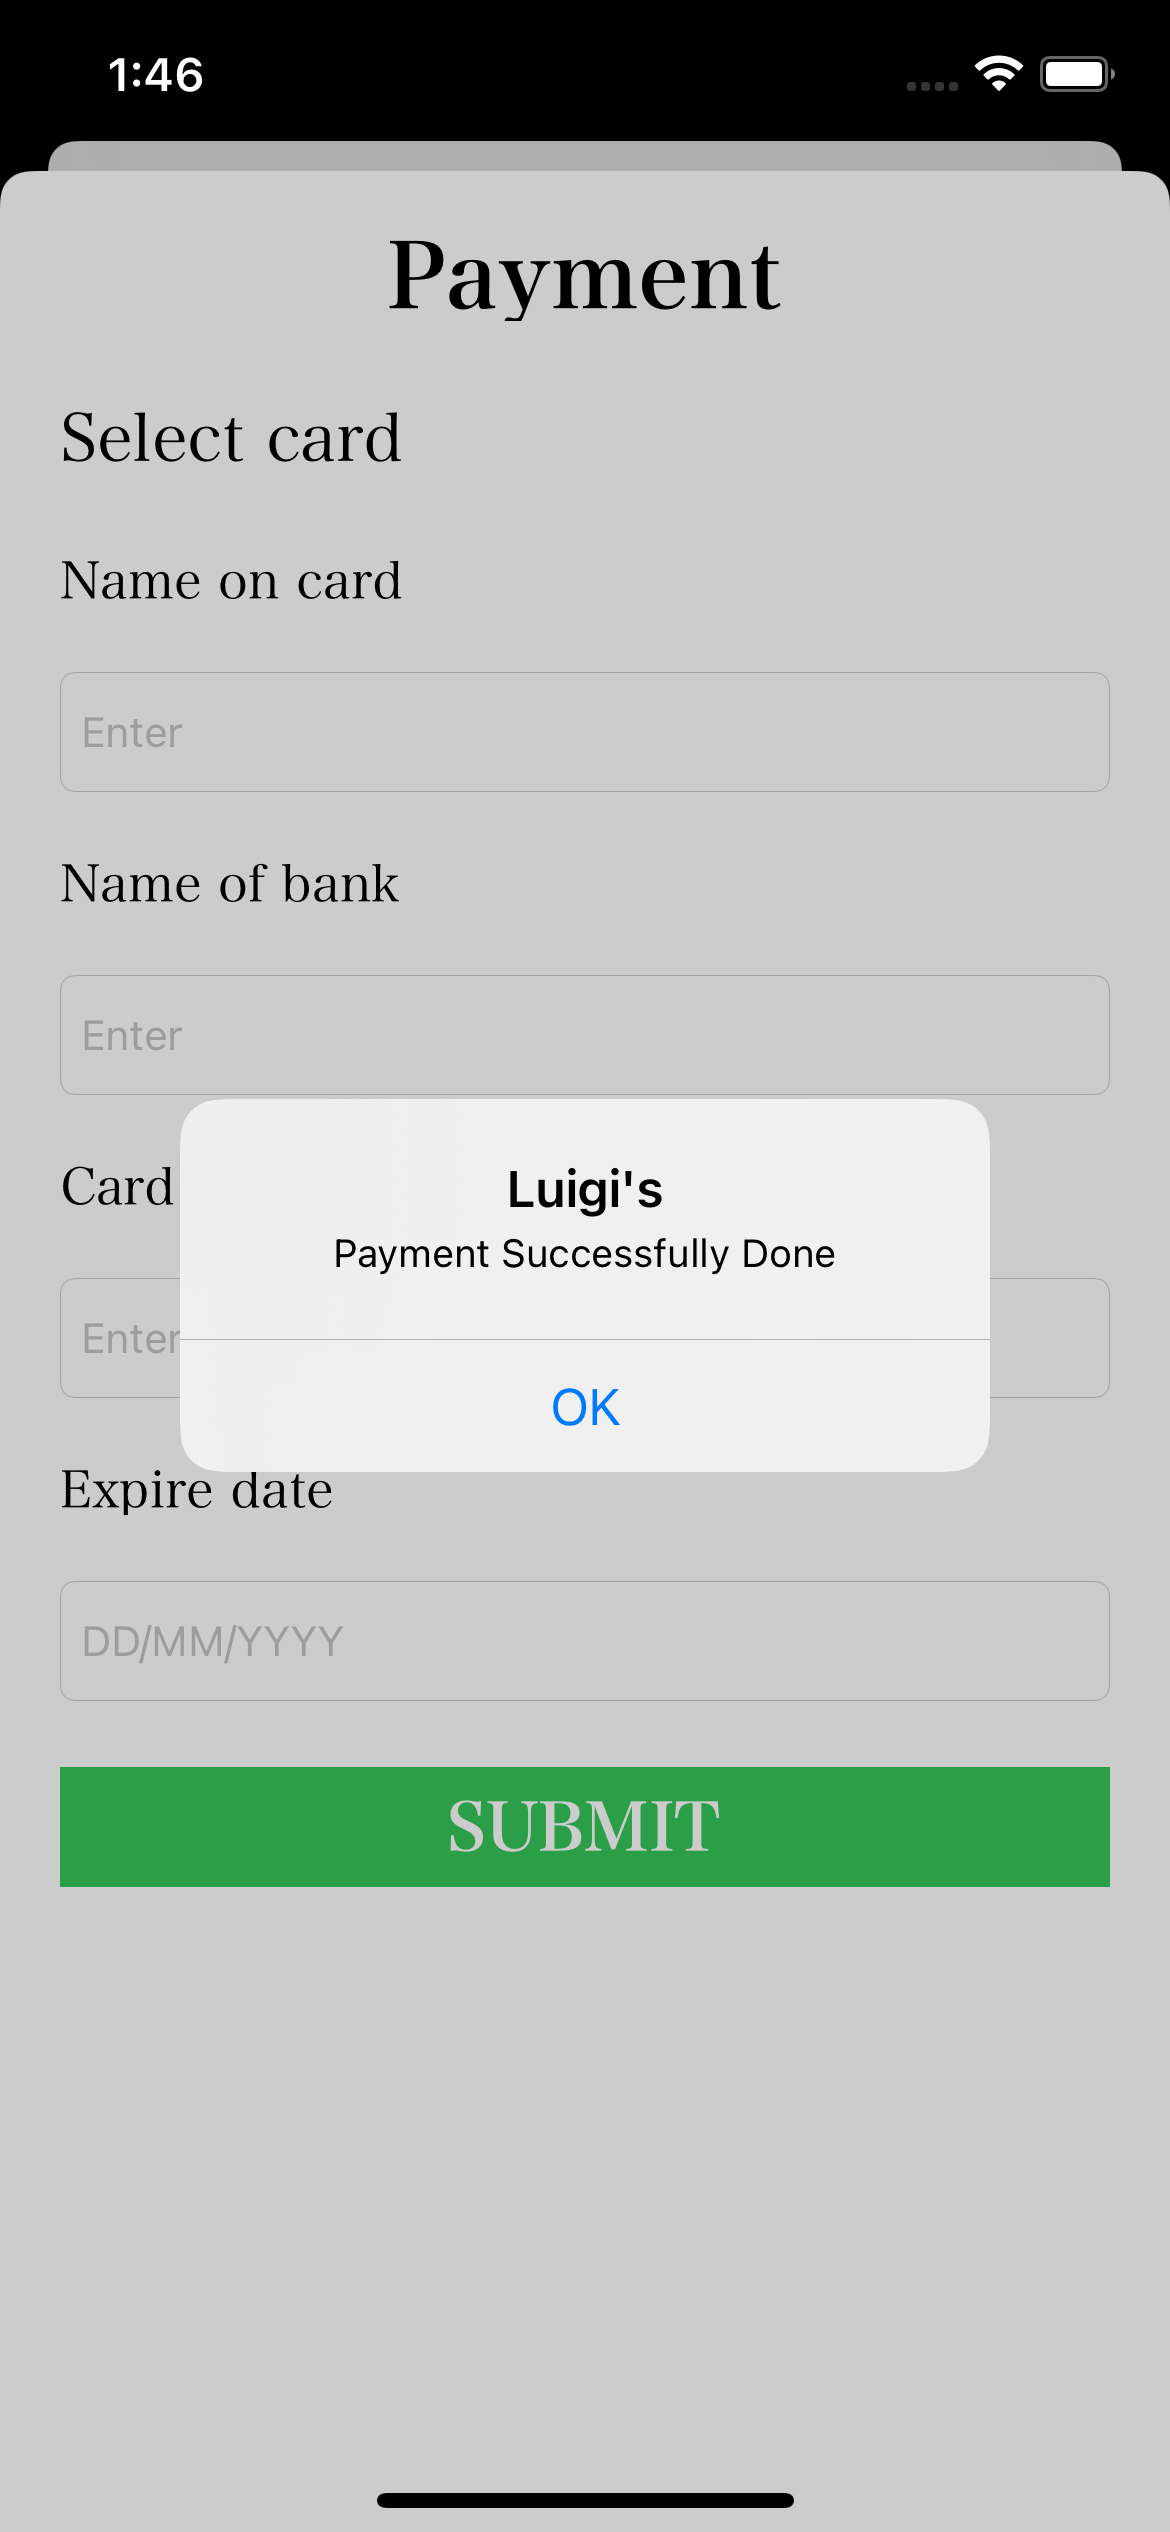 1:46
Payment
Select card
Name on card
Enter
Name of bank
Enter
Card
Enter
Luigi's
Payment Successfully Done
OK
Expire date
DD/MM/YYYY
SUBMIT